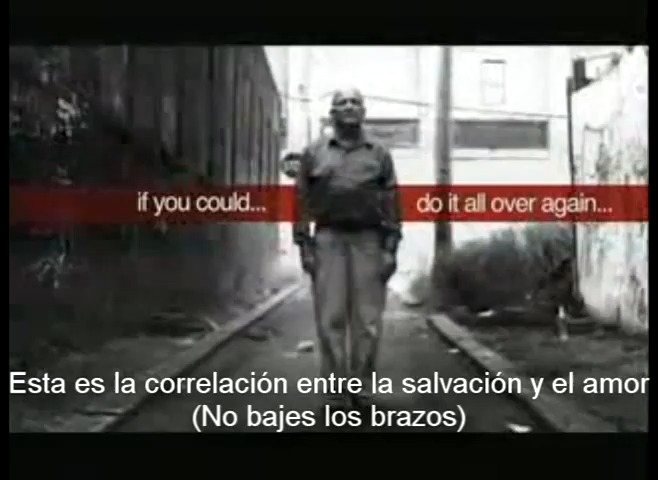 if you could... do it all over again...
Esta es la correlación entre la salvación y el amor
(No bajes los brazos)